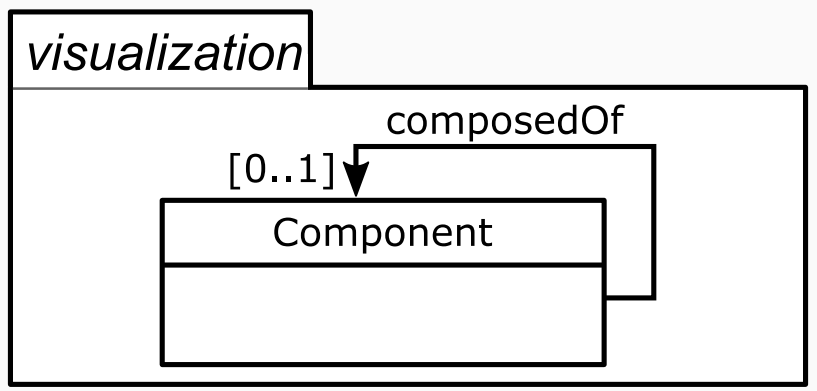 visualization
composedOf
[0..1]
Component